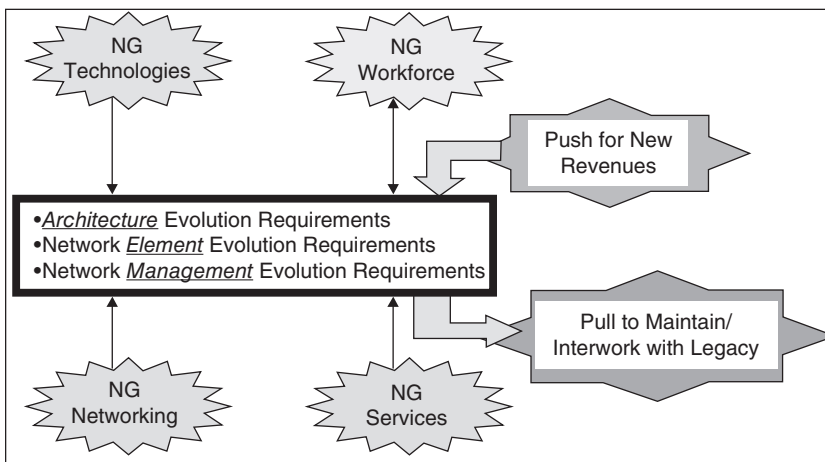 NG
Technologies
NG
Workforce
Push for New
Revenues
•Architecture Evolution Requirements
•Network Element Evolution Requirements
•Network Management Evolution Requirements
Pull to Maintain/
Interwork with Legacy
NG
Networking
NG
Services